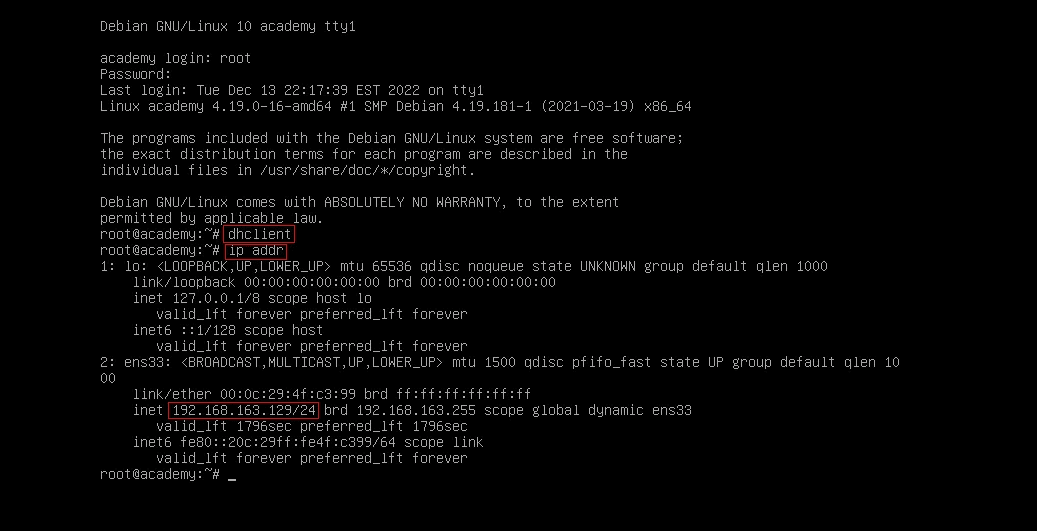 Debian GNU/Linux 10 academy tty1
academy login: root
Password:
Last login: Tue Dec 13 22:17:39 EST 2022 on tty1
Linux academy 4.19.0-16-amd64 #1 SMP Debian 4.19.181-1 (2021-03-19) x86_64
The programs included with the Debian GNU/Linux system are free software;
the exact distribution terms for each program are described in the
individual files in /usr/share/doc/*/copyright.
Debian GNU/Linux comes with ABSOLUTELY NO WARRANTY, to the extent
permitted by applicable law.
root@academy:~# dhclient
root@academy:~# ip addr
1: lo: <LOOPBACK,UP,LOWER_UP> mtu 65536 qdisc noqueue state UNKNOWN group default qlen 1000
link/loopback 00:00:00:00:00:00 brd 00:00:00:00:00:00
inet 127.0.0.1/8 scope host lo
valid_lft forever preferred_lft forever
inet6 ::1/128 scope host
valid_lft forever preferred_lft forever
2: ens33: <BROADCAST,MULTICAST,UP,LOWER_UP> mtu 1500 qdisc pfifo_fast state UP group default qlen 10
00
link/ether 00:0c:29:4f:c3:99 brd ff:ff:ff:ff:ff:ff
inet 192.168.163.129/24 brd 192.168.163.255 scope global dynamic ens33
valid_lft 1796sec preferred_lft 1796sec
inet6 fe80::20c:29ff:fe4f:c399/64 scope link
valid_lft forever preferred_lft forever
root@academy:~# _